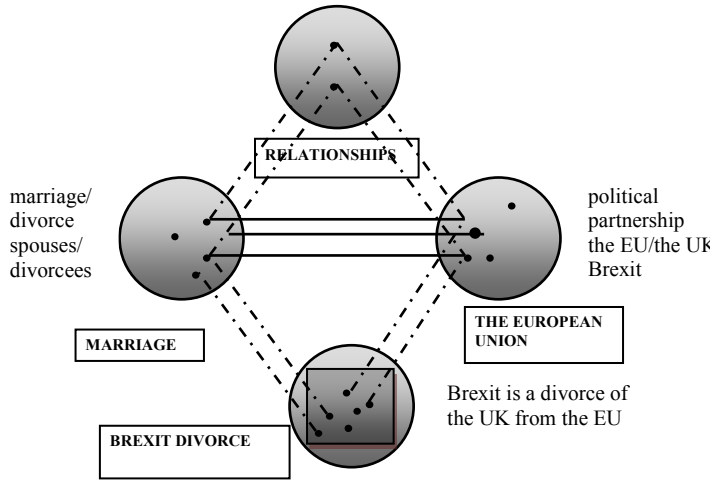 RELATIONSHIPS
marriage/
divorce
spouses/
divorcees
political
partnership
the EU/the UK
Brexit
MARRIAGE
THE EUROPEAN
UNION
Brexit is a divorce of
the UK from the EU
BREXIT DIVORCE